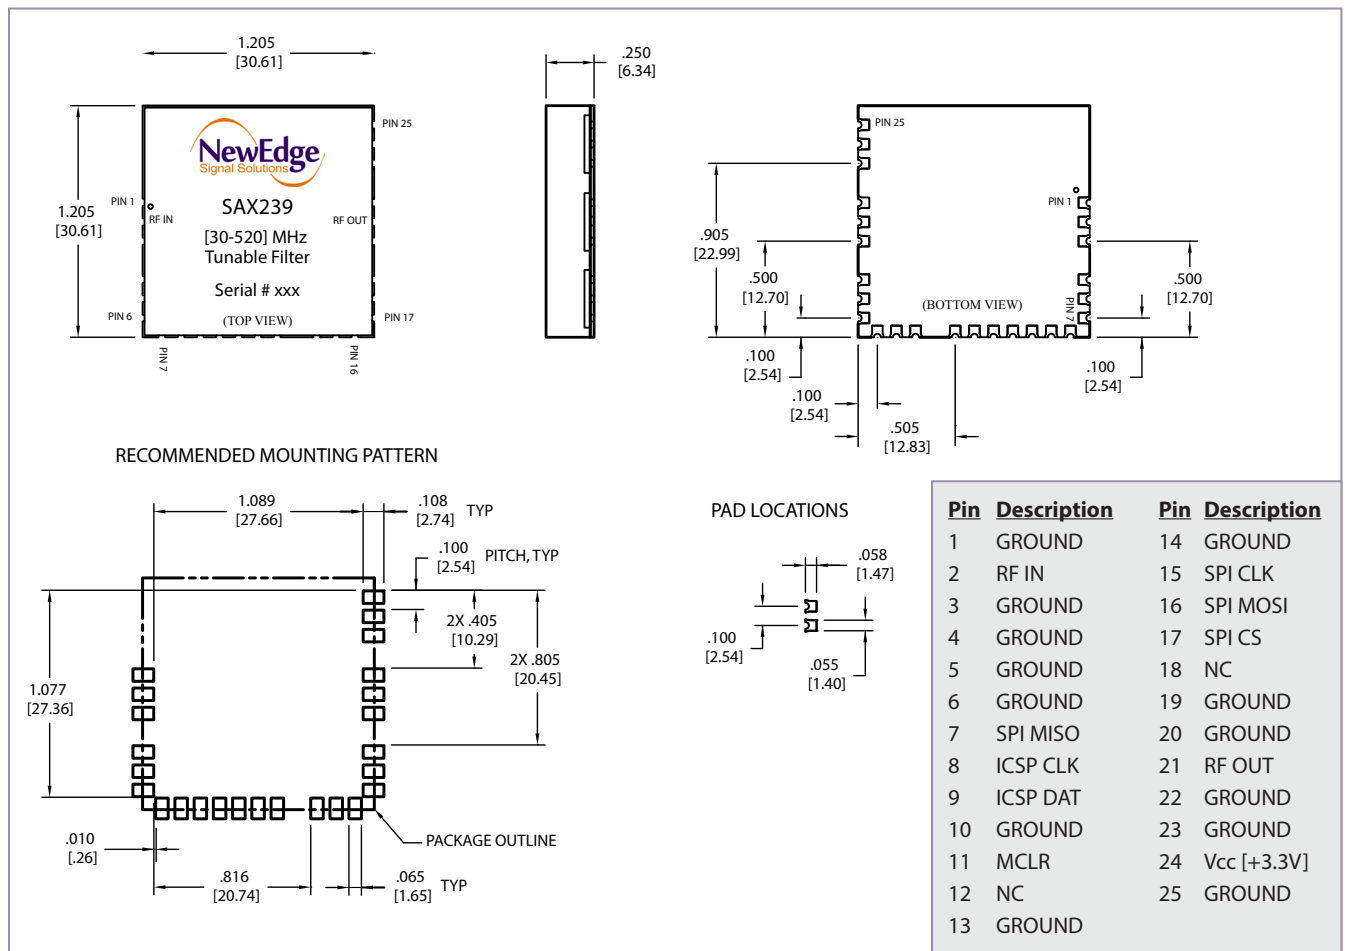 1.205
[30.61]
.250
[6.34]
PIN 25
NewEdge
Signal Solutions
PIN 1
RF IN
SAX239
RF OUT
1.205
[30.61]
[30-520] MHz
Tunable Filter
Serial # xxx
PIN 6
(TOP VIEW)
PIN 17
PIN 7
PIN 16
PIN 25
PIN 1
.905
[22.99]
.500
[12.70]
.500
[12.70]
(BOTTOM VIEW)
PIN 7
.100
[2.54]
.100
[2.54]
.100
[2.54]
.505
[12.83]
RECOMMENDED MOUNTING PATTERN
1.089
[27.66]
.108
[2.74]
TYP
.100
[2.54]
PITCH, TYP
2X .405
[10.29]
2X .805
[20.45]
1.077
[27.36]
.010
[.26]
PACKAGE OUTLINE
.816
[20.74]
.065
[1.65]
TYP
PAD LOCATIONS
.058
[1.47]
.100
[2.54]
.055
[1.40]
Pin Description Pin Description
1 GROUND 14 GROUND
2 RF IN 15 SPI CLK
3 GROUND 16 SPI MOSI
4 GROUND 17 SPI CS
5 GROUND 18 NC
6 GROUND 19 GROUND
7 SPI MISO 20 GROUND
8 ICSP CLK 21 RF OUT
9 ICSP DAT 22 GROUND
10 GROUND 23 GROUND
11 MCLR 24 Vcc [+3.3V]
12 NC 25 GROUND
13 GROUND